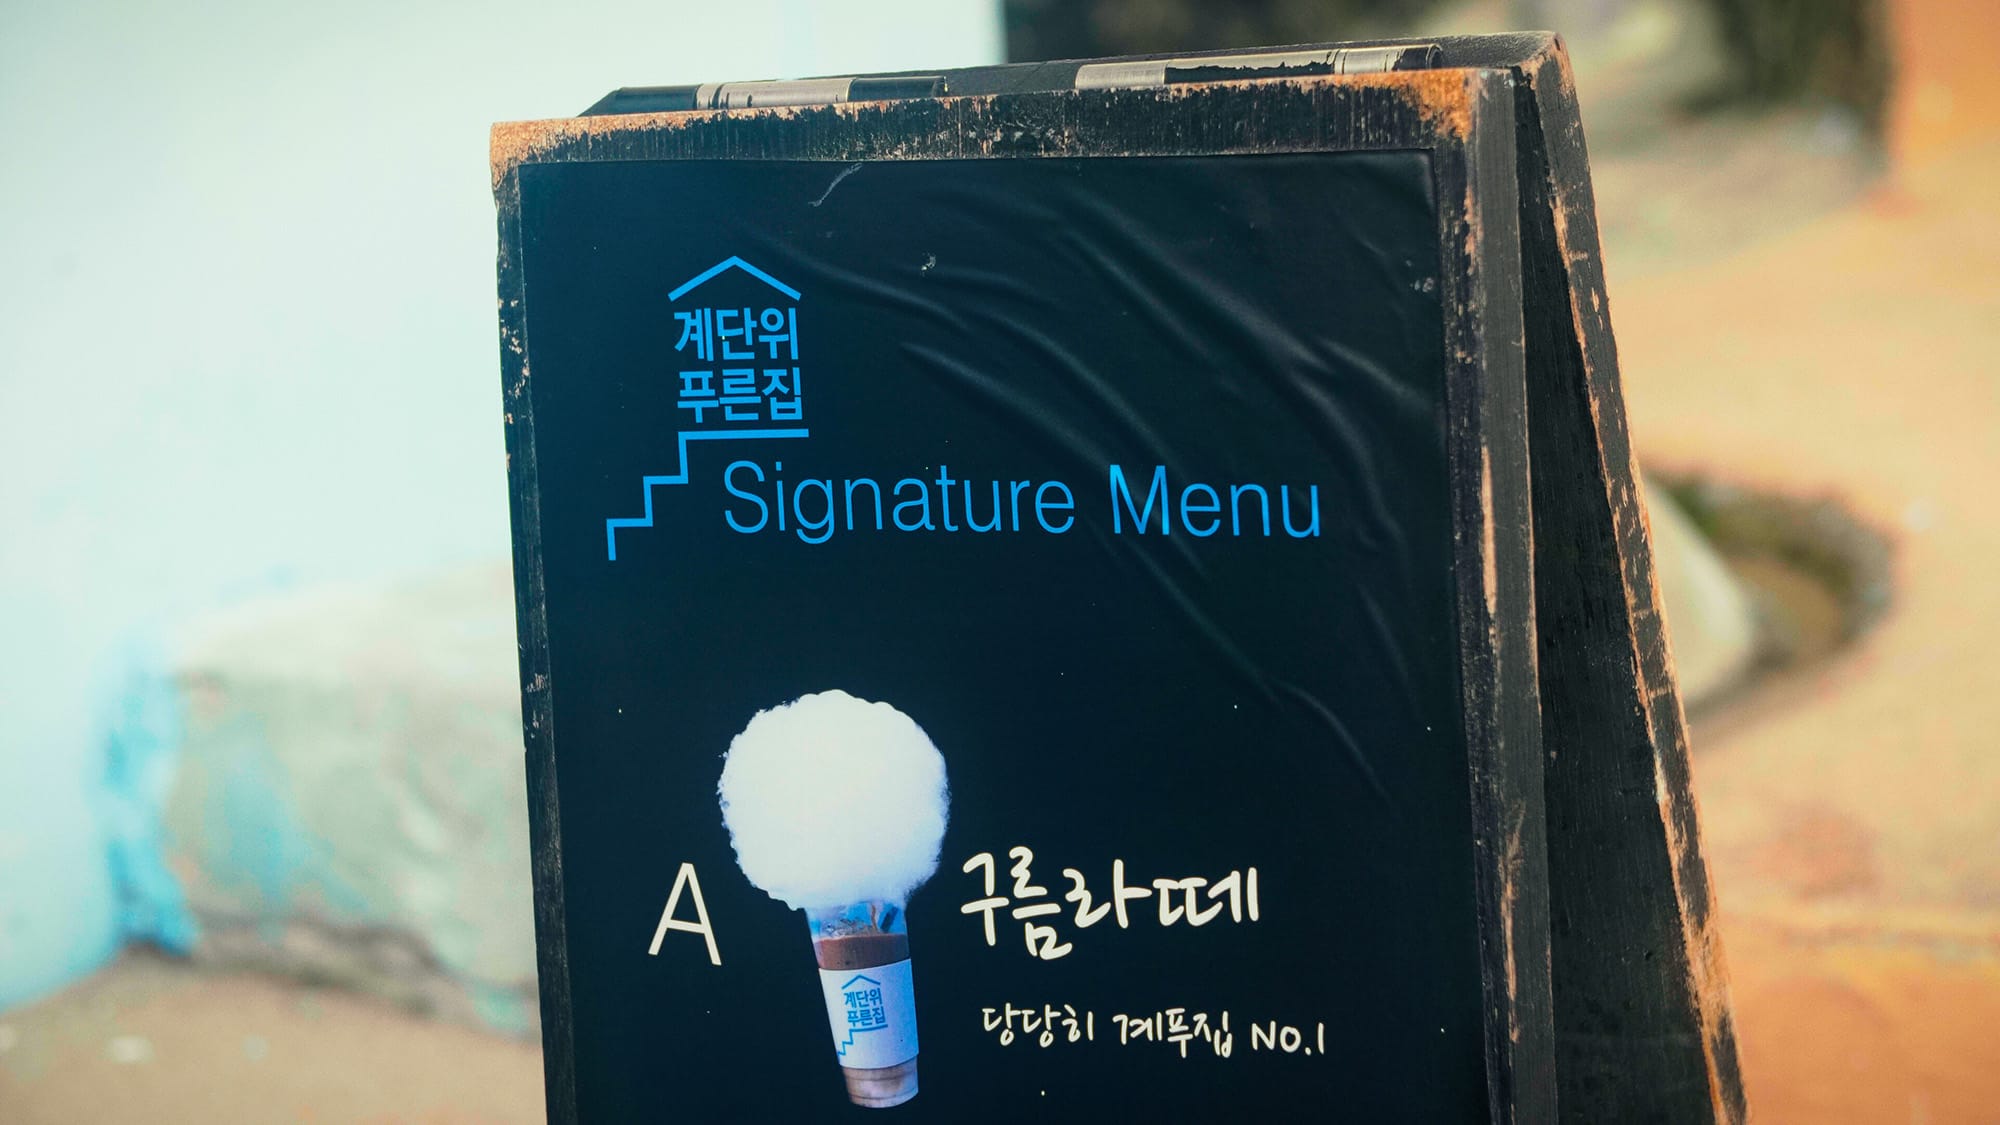 계단위
푸른집
Signature Menu
A
구름라떼
당당히 계푸집 NO.1
계단위
푸른집